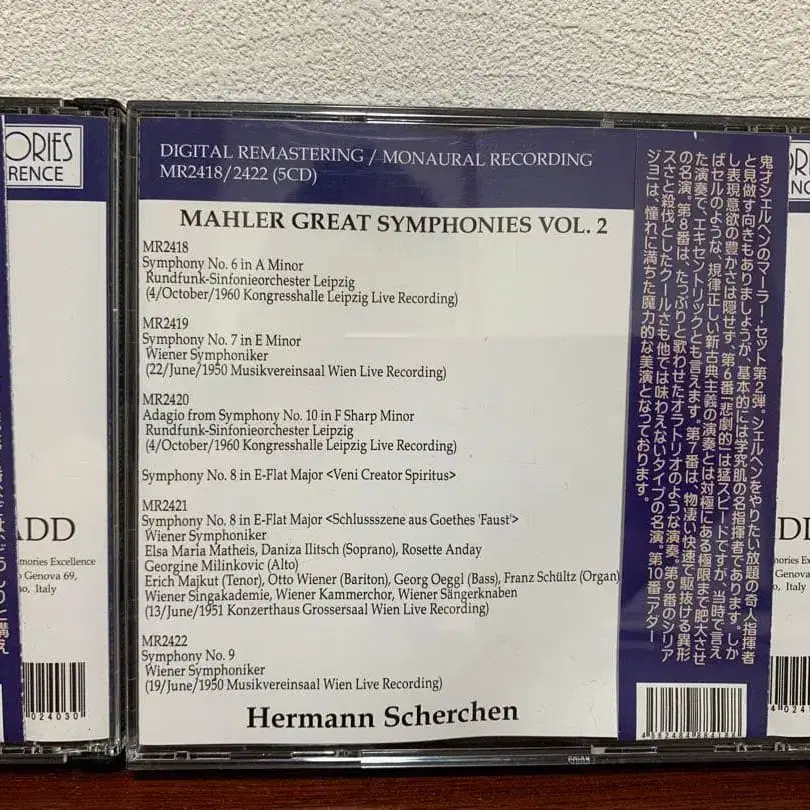 ORIES
RENCE
ADD
emories Excellence
o Genova 69,
o, Italy
024030
DIGITAL REMASTERING / MONAURAL RECORDING
MR2418/2422 (5CD)
MAHLER GREAT SYMPHONIES VOL. 2
MR2418
Symphony No. 6 in A Minor
Rundfunk-Sinfonieorchester Leipzig
(4/October/1960 Kongresshalle Leipzig Live Recording)
MR2419
Symphony No. 7 in E Minor
Wiener Symphoniker
(22/June/1950 Musikvereinsaal Wien Live Recording)
MR2420
Adagio from Symphony No. 10 in F Sharp Minor
Rundfunk-Sinfonieorchester Leipzig
(4/October/1960 Kongresshalle Leipzig Live Recording)
Symphony No. 8 in E-Flat Major <Veni Creator Spiritus>
MR2421
Symphony No. 8 in E-Flat Major <Schlussszene aus Goethes 'Faust'>
Wiener Symphoniker
Elsa Maria Matheis, Daniza Ilitsch (Soprano), Rosette Anday
Georgine Milinkovic (Alto)
Erich Majkut (Tenor), Otto Wiener (Bariton), Georg Oeggl (Bass), Franz Schültz (Organ)
Wiener Singakademie, Wiener Kammerchor, Wiener Sängerknaben
(13/June/1951 Konzerthaus Grossersaal Wien Live Recording)
MR2422
Symphony No. 9
Wiener Symphoniker
(19/June/1950 Musikvereinsaal Wien Live Recording)
Hermann Scherchen
鬼才シェルヘンのマーラー・セット第2弾。シェルヘンをやりたい放題の奇人指揮者
と見做す向きもありましょうが、基本的には学究肌の名指揮者であります。しか
し表現意欲の豊かさは隠せず、第6番「悲劇的」は猛スピードですが、当時で言え
ばセルのような、規律正しい新古典主義の演奏とは対極にある極限まで肥大させ
た演奏で、エキセントリックとも言えます。第7番は、物凄い快速で駆抜ける異形
の名演。第8番は、たっぷりと歌わせたオラトリオのような演奏。第9番のシリア
スさと殺伐としたクールさも他では味わえないタイプの名演。第10番「アダー
ジョ」は、憧れに満ちた魔力的な美演となっております。